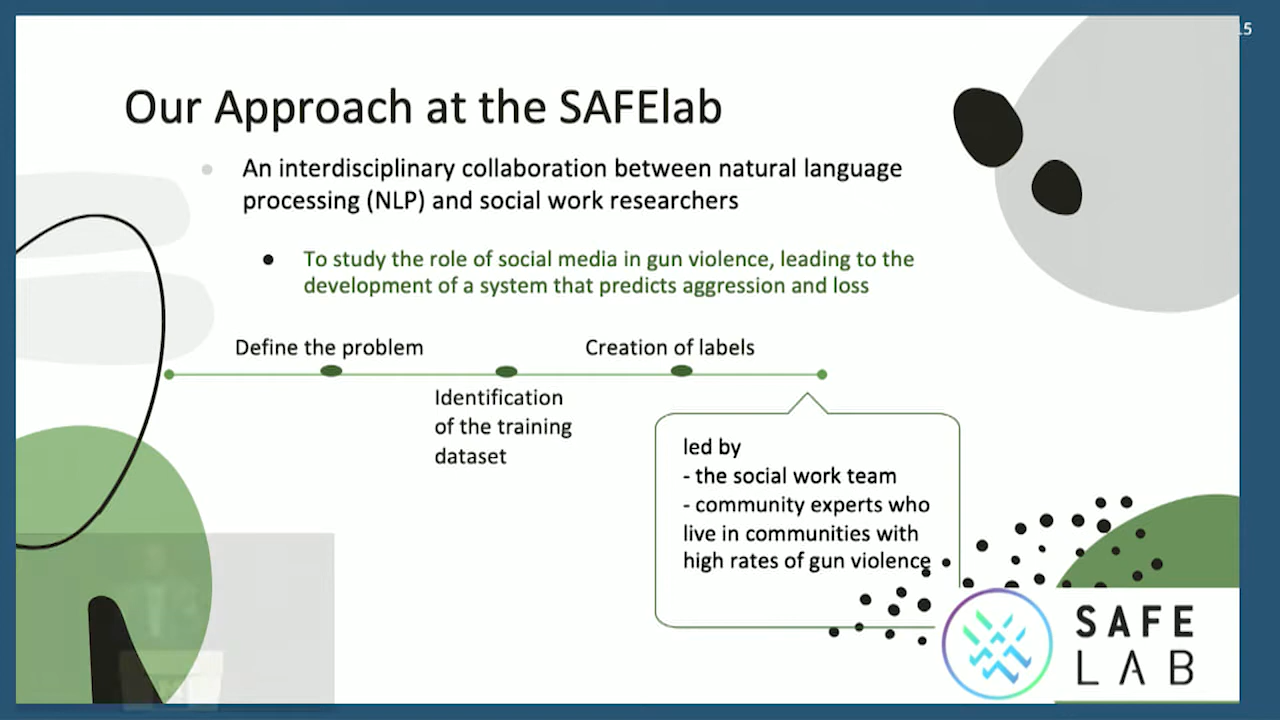 Our Approach at the SAFElab
An interdisciplinary collaboration between natural language
processing (NLP) and social work researchers
To study the role of social media in gun violence, leading to the
development of a system that predicts aggression and loss
Define the problem
Creation of labels
Identification
of the training
dataset
led by
- the social work team
- community experts who
live in communities with
high rates of gun violence
SAFE
LAB